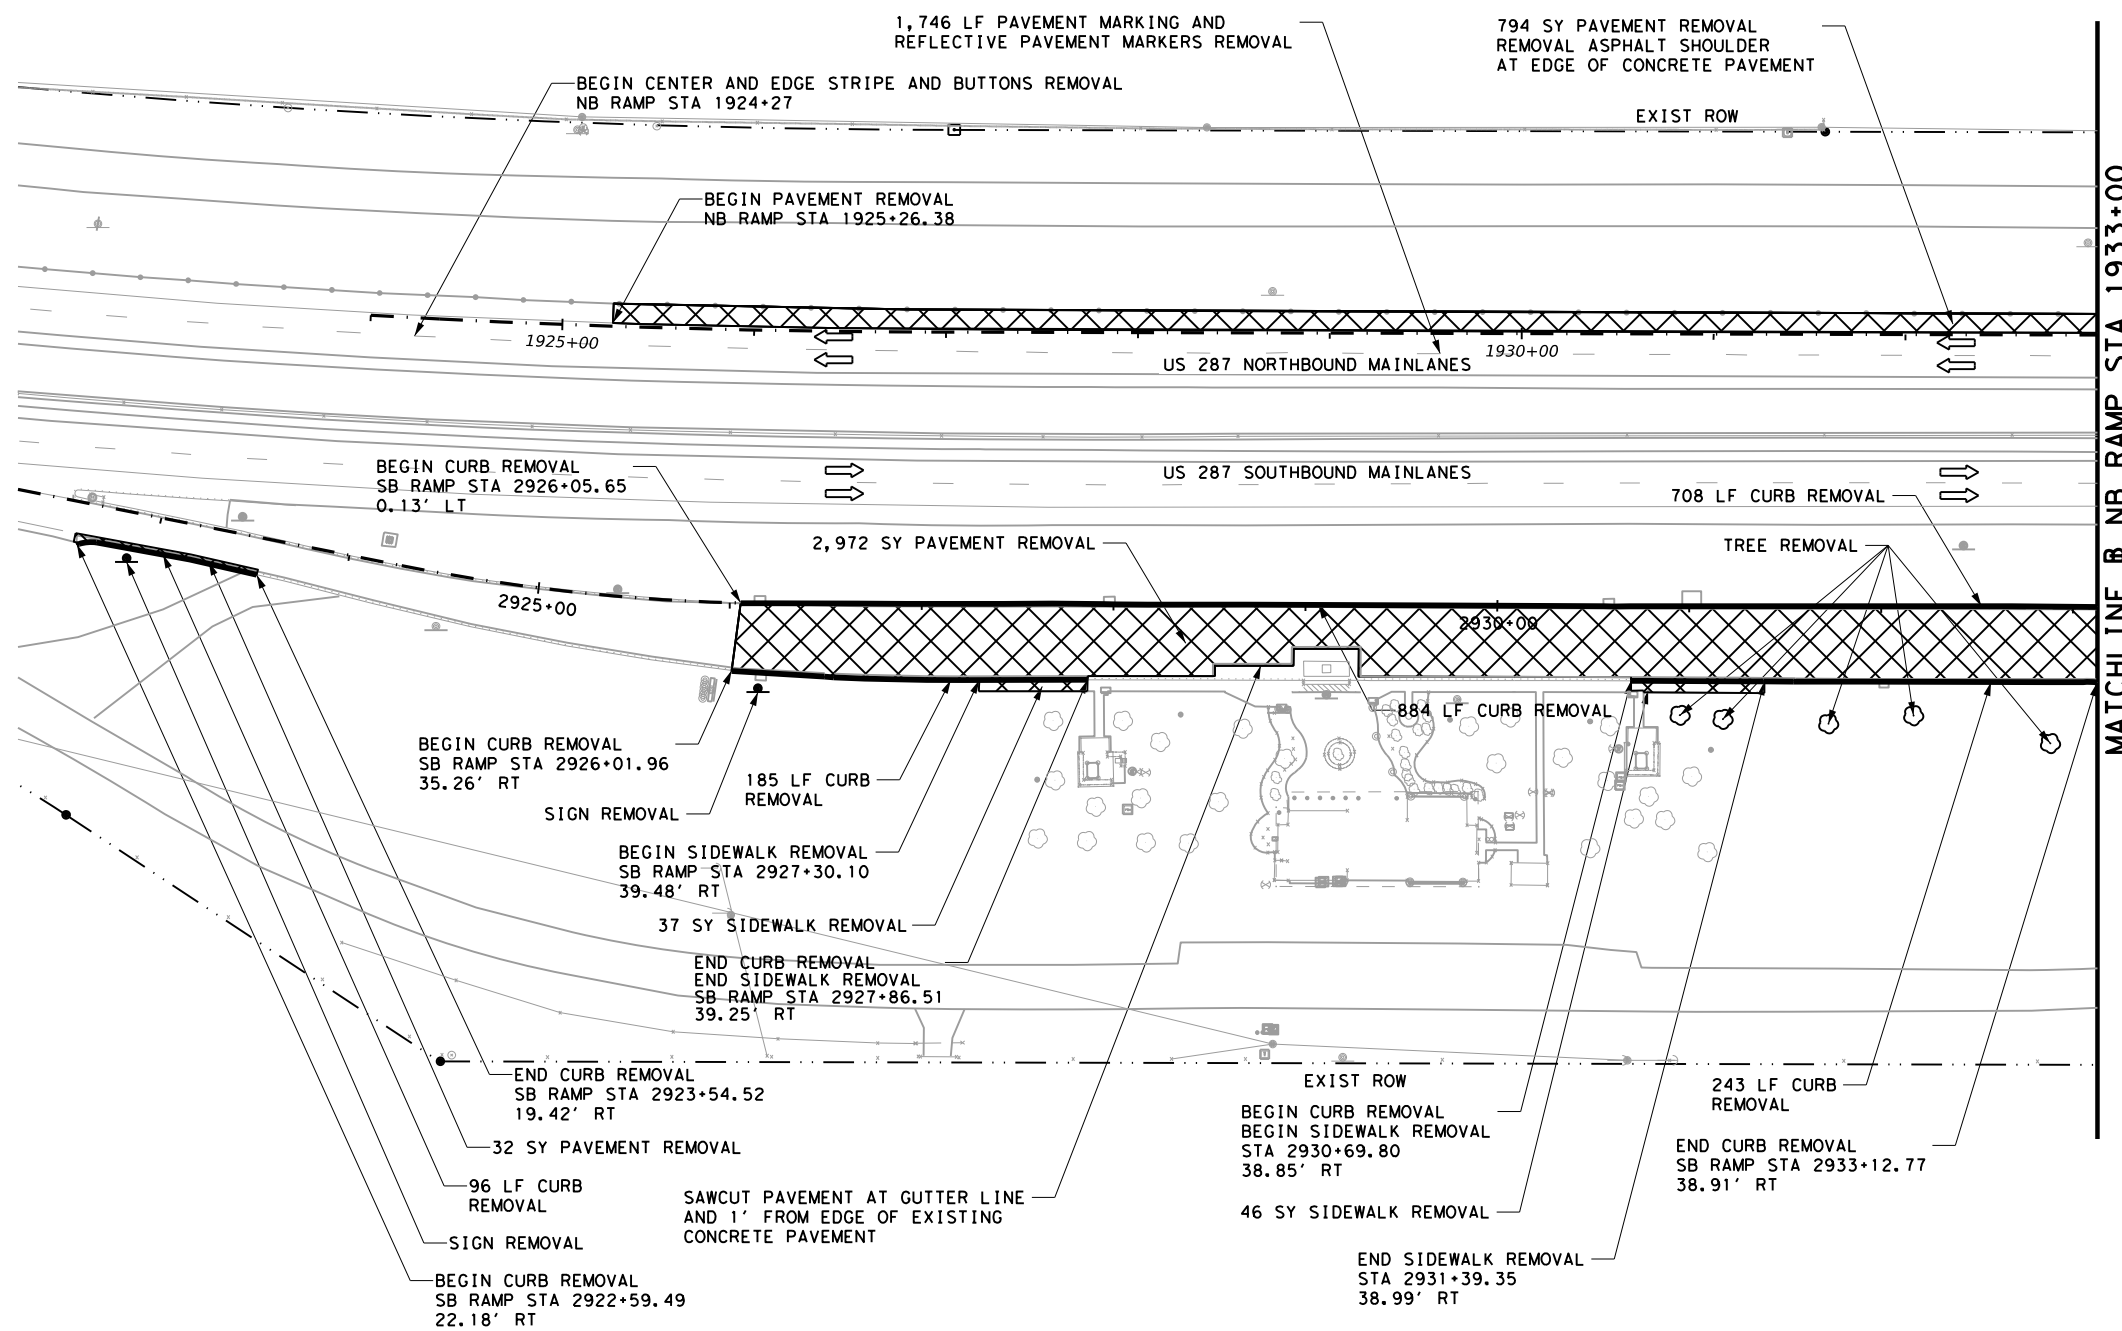 1,746 LF PAVEMENT MARKING AND
REFLECTIVE PAVEMENT MARKERS REMOVAL
794 SY PAVEMENT REMOVAL
REMOVAL ASPHALT SHOULDER
AT EDGE OF CONCRETE PAVEMENT
BEGIN CENTER AND EDGE STRIPE AND BUTTONS REMOVAL
NB RAMP STA 1924+27
EXIST ROW
BEGIN PAVEMENT REMOVAL
NB RAMP STA 1925+26.38
1925+00
1930+00
US 287 NORTHBOUND MAINLANES
MATCHLINE B NB RAMP STA 1933+00
BEGIN CURB REMOVAL
SB RAMP STA 2926+05.65
0.13' LT
US 287 SOUTHBOUND MAINLANES
708 LF CURB REMOVAL
2,972 SY PAVEMENT REMOVAL
TREE REMOVAL
2925+00
2930+00
884 LF CURB REMOVAL
BEGIN CURB REMOVAL
SB RAMP STA 2926+01.96
35.26' RT
185 LF CURB
REMOVAL
SIGN REMOVAL
BEGIN SIDEWALK REMOVAL
SB RAMP STA 2927+30.10
39.48' RT
37 SY SIDEWALK REMOVAL
END CURB REMOVAL
END SIDEWALK REMOVAL
SB RAMP STA 2927+86.51
39.25' RT
END CURB REMOVAL
SB RAMP STA 2923+54.52
19.42' RT
EXIST ROW
243 LF CURB
REMOVAL
BEGIN CURB REMOVAL
BEGIN SIDEWALK REMOVAL
STA 2930+69.80
38.85' RT
32 SY PAVEMENT REMOVAL
END CURB REMOVAL
SB RAMP STA 2933+12.77
38.91' RT
96 LF CURB
REMOVAL
SAWCUT PAVEMENT AT GUTTER LINE
AND 1' FROM EDGE OF EXISTING
CONCRETE PAVEMENT
46 SY SIDEWALK REMOVAL
SIGN REMOVAL
END SIDEWALK REMOVAL
STA 2931+39.35
38.99' RT
BEGIN CURB REMOVAL
SB RAMP STA 2922+59.49
22.18' RT